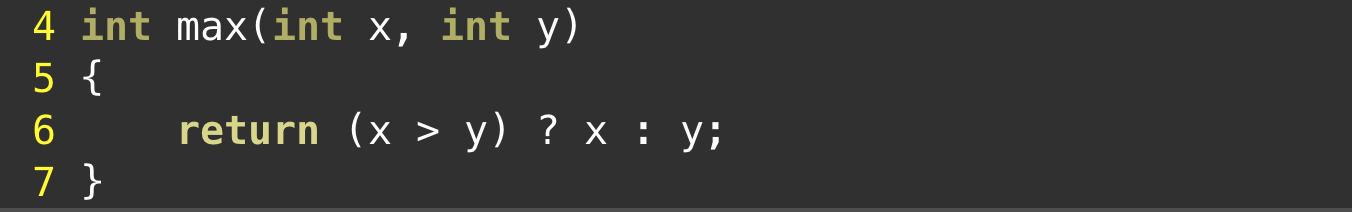 4 int max(int x, int y)
5 {
6     return (x > y) ? x : y;
7 }